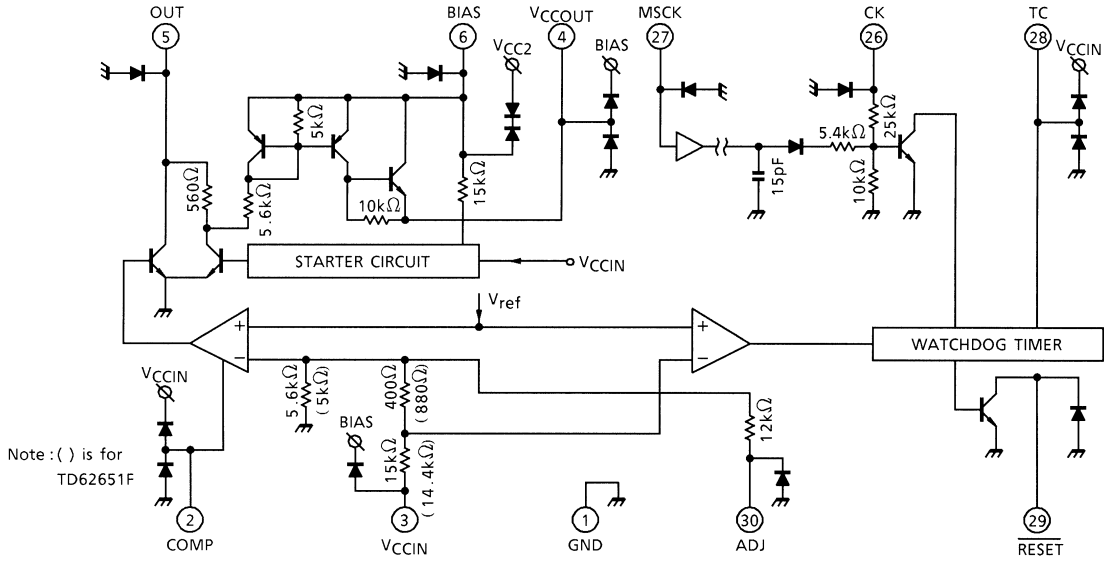 OUT
5
BIAS
6
VCCOUT
4
MSCK
27
CK
26
TC
28
VCC2
BIAS
VCCIN
5kΩ
25kΩ
5.4kΩ
560Ω
5.6kΩ
10kΩ
15kΩ
15pF
10kΩ
STARTER CIRCUIT
VCCIN
Vref
+
−
+
−
WATCHDOG TIMER
VCCIN
5.6kΩ
(5kΩ)
400Ω
(880Ω)
12kΩ
BIAS
15kΩ
(14.4kΩ)
Note :( ) is for
TD62651F
2
COMP
3
VCCIN
1
GND
30
ADJ
29
RESET